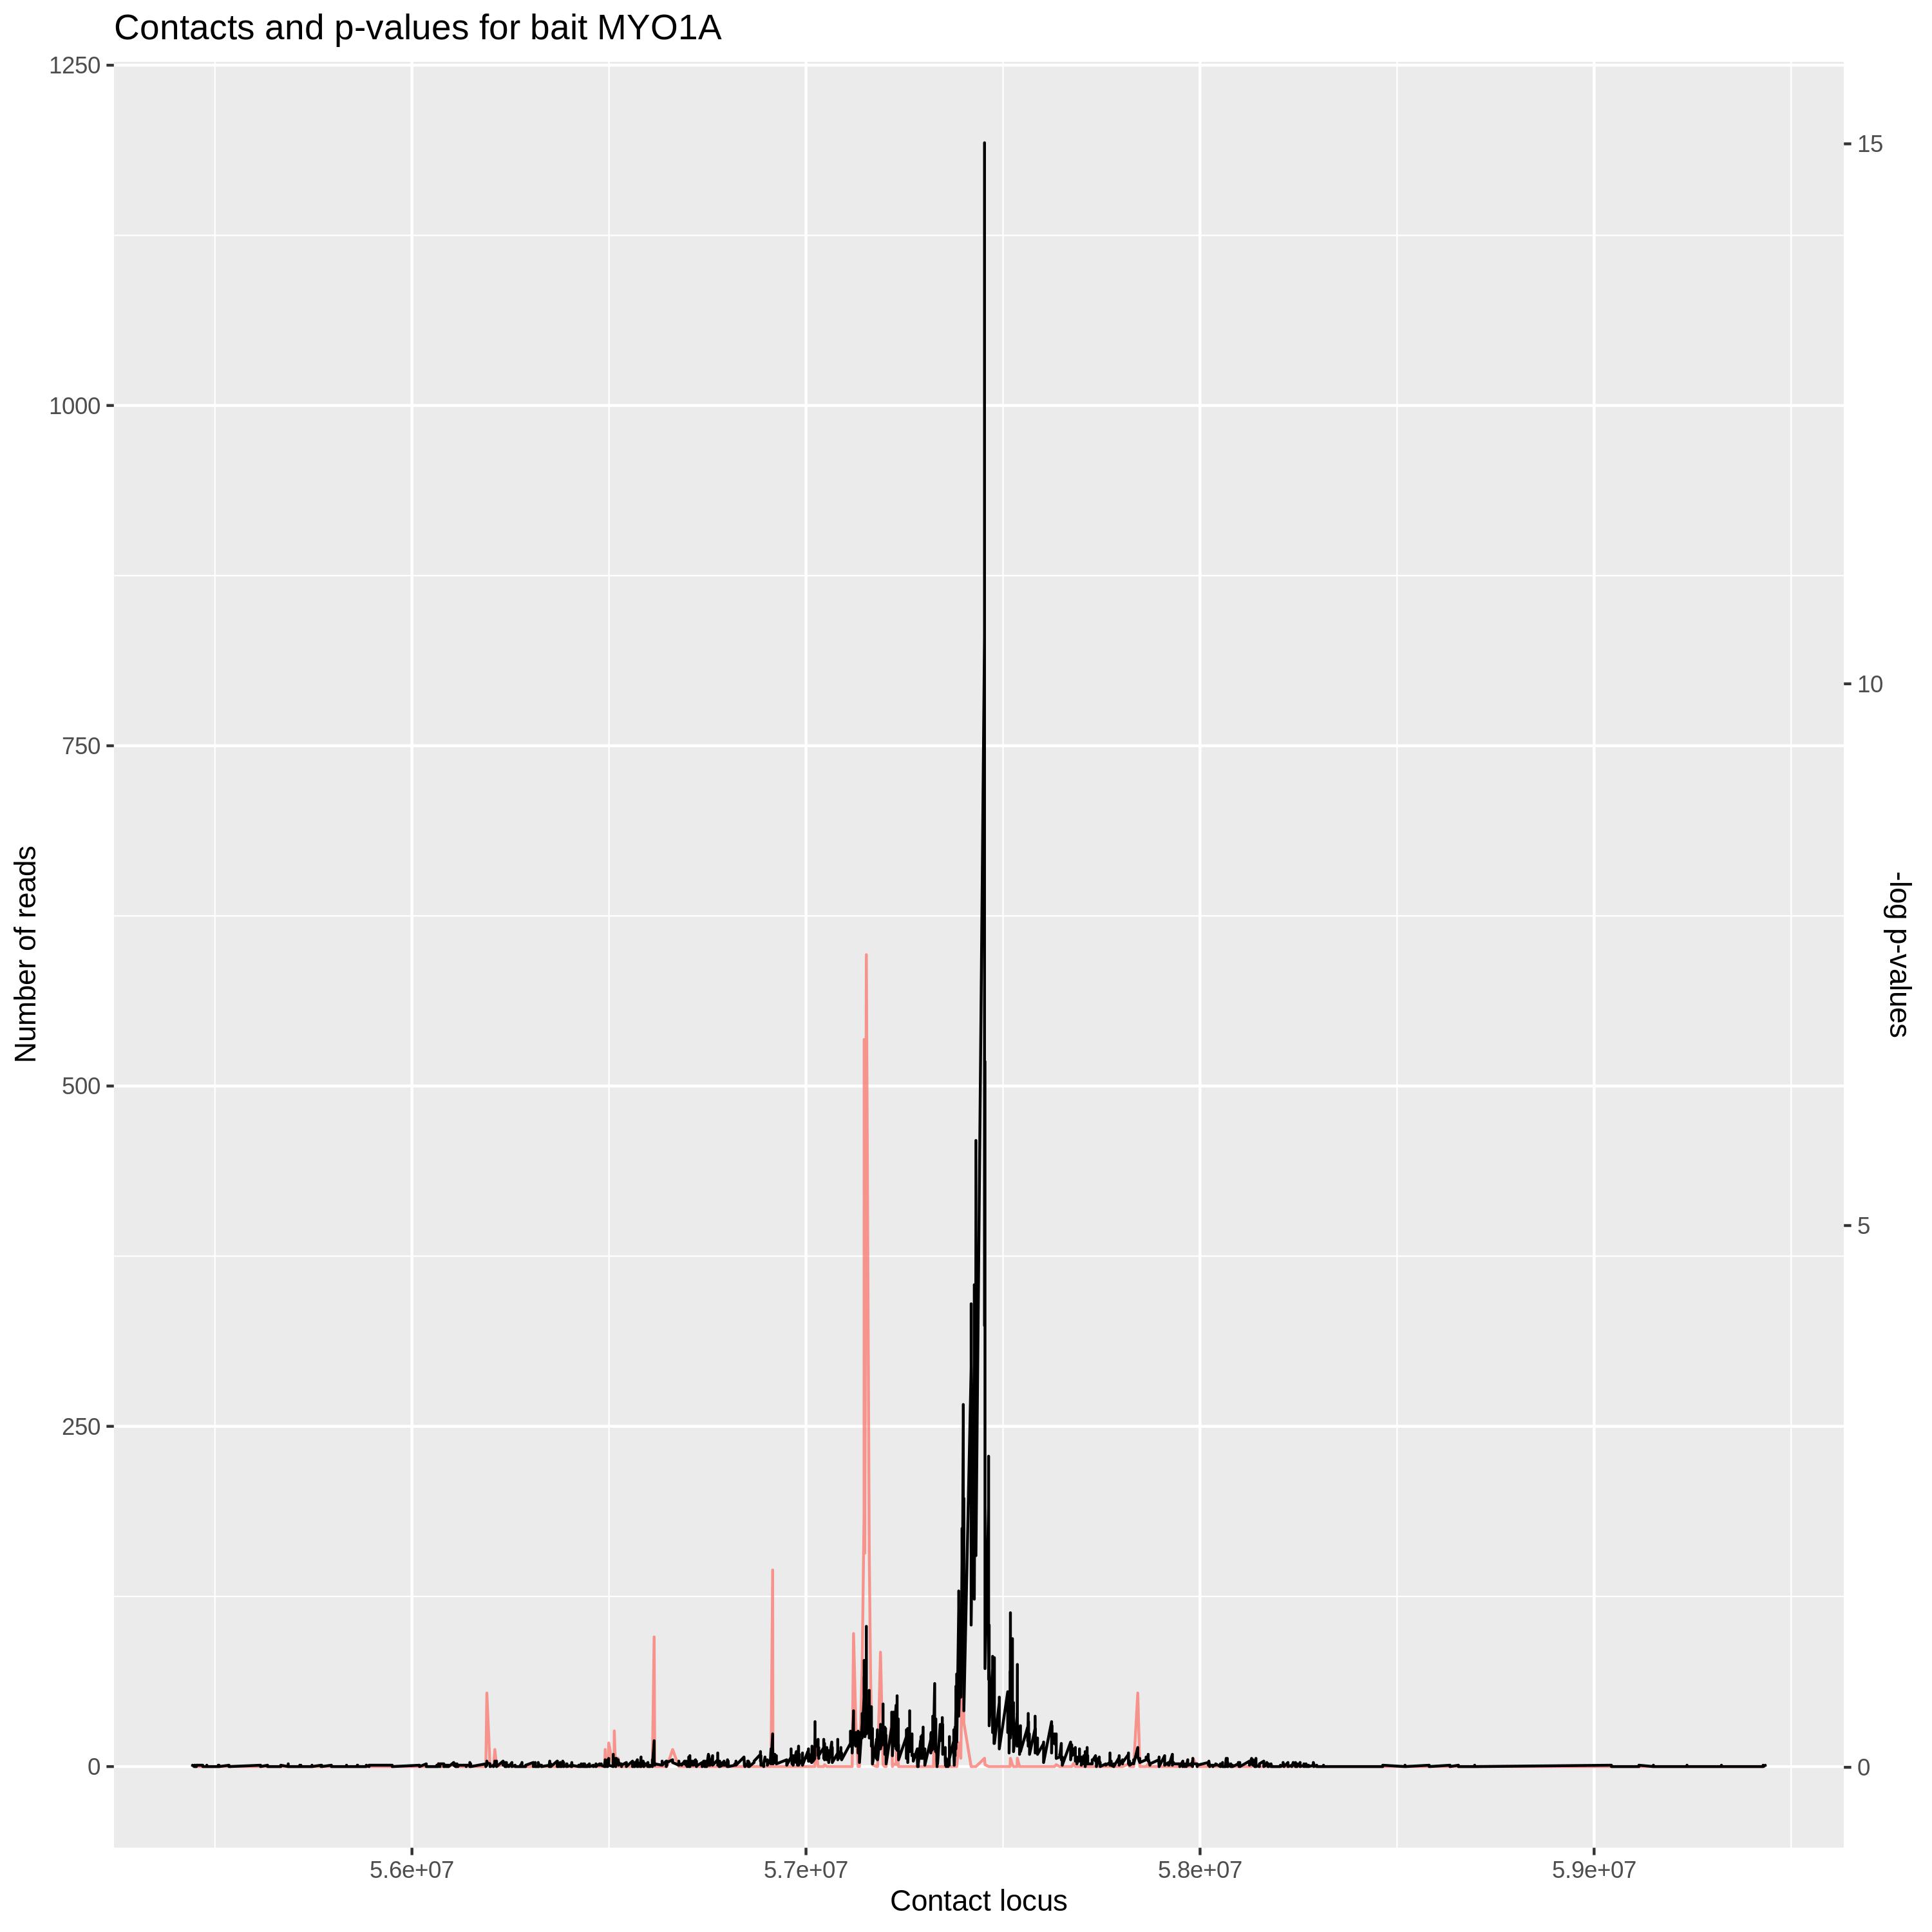 Contacts and p-values for bait MYO1A
1250
1000
750
500
250
0
Number of reads
15
10
5
0
-log p-values
5.6e+07
5.7e+07
5.8e+07
5.9e+07
Contact locus